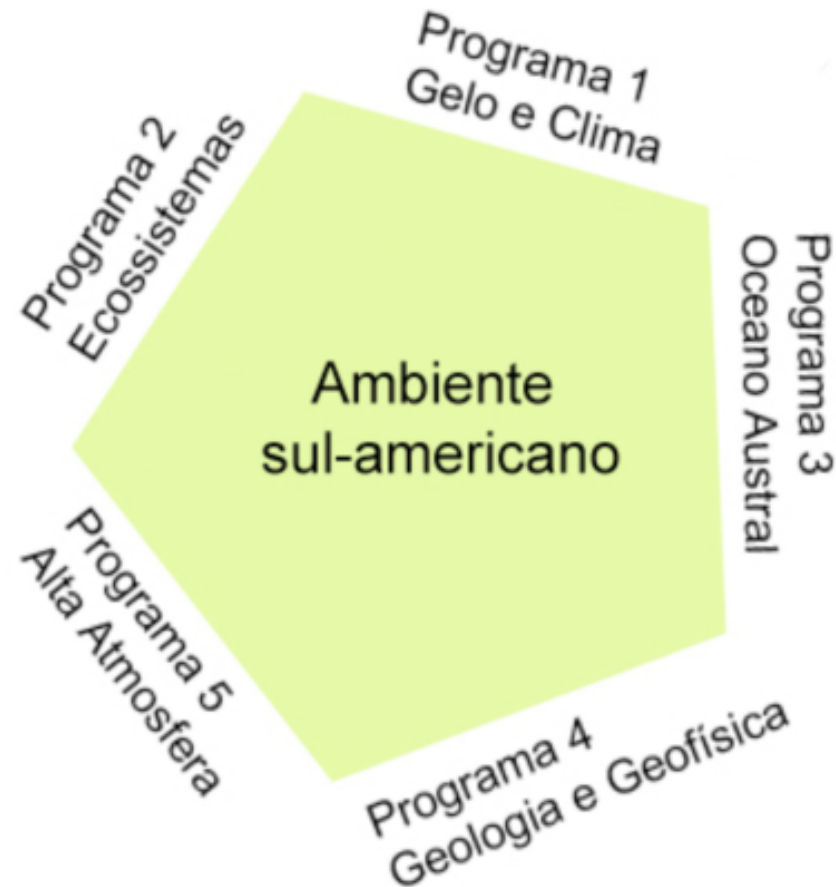 Programa 1
Gelo e Clima
Programa 2
Ecossistemas
Programa 3
Oceano Austral
Ambiente
sul-americano
Programa 5
Alta Atmosfera
Programa 4
Geologia e Geofísica